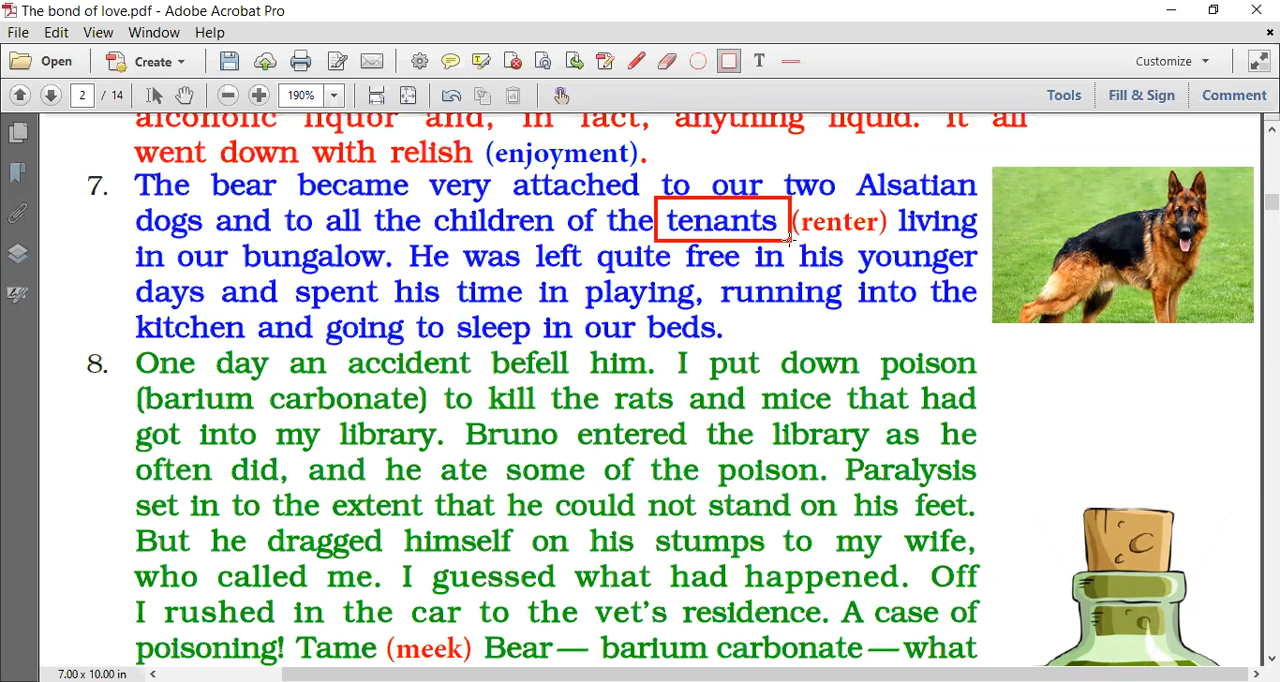 The bond of love.pdf - Adobe Acrobat Pro
File Edit View Window Help
Open Create Customize
2 / 14 190% Tools Fill & Sign Comment
alcoholic liquor and, in fact, anything liquid. It all
went down with relish (enjoyment).
7. The bear became very attached to our two Alsatian
dogs and to all the children of the tenants (renter) living
in our bungalow. He was left quite free in his younger
days and spent his time in playing, running into the
kitchen and going to sleep in our beds.
8. One day an accident befell him. I put down poison
(barium carbonate) to kill the rats and mice that had
got into my library. Bruno entered the library as he
often did, and he ate some of the poison. Paralysis
set in to the extent that he could not stand on his feet.
But he dragged himself on his stumps to my wife,
who called me. I guessed what had happened. Off
I rushed in the car to the vet's residence. A case of
poisoning! Tame (meek) Bear— barium carbonate—what
7.00 x 10.00 in